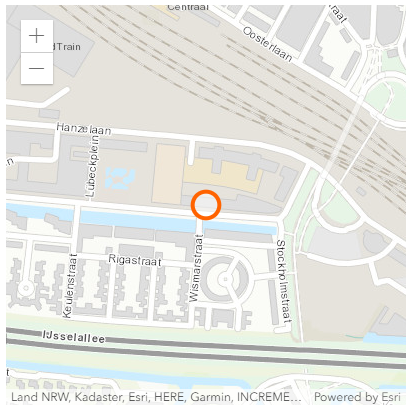 Centraal
Oosterlaan
dTrain
+
Hanzelaan
Lübeckplein
Keulenstraat
Rigastraat
Wismarstraat
Stockholmstraat
IJsselallee
Land NRW, Kadaster, Esri, HERE, Garmin, INCREME… Powered by Esri